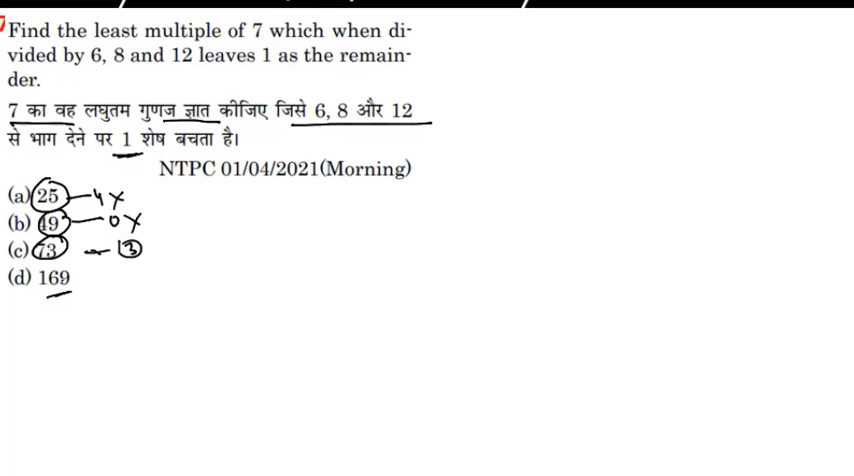 Find the least multiple of 7 which when di-
vided by 6, 8 and 12 leaves 1 as the remain-
der.
7 का वह लघुतम गुणज ज्ञात कीजिए जिसे 6, 8 और 12
से भाग देने पर 1 शेष बचता है।
NTPC 01/04/2021(Morning)
(a) 25 – 4 X
(b) 49 – 0 X
(c) 73 – 3
(d) 169